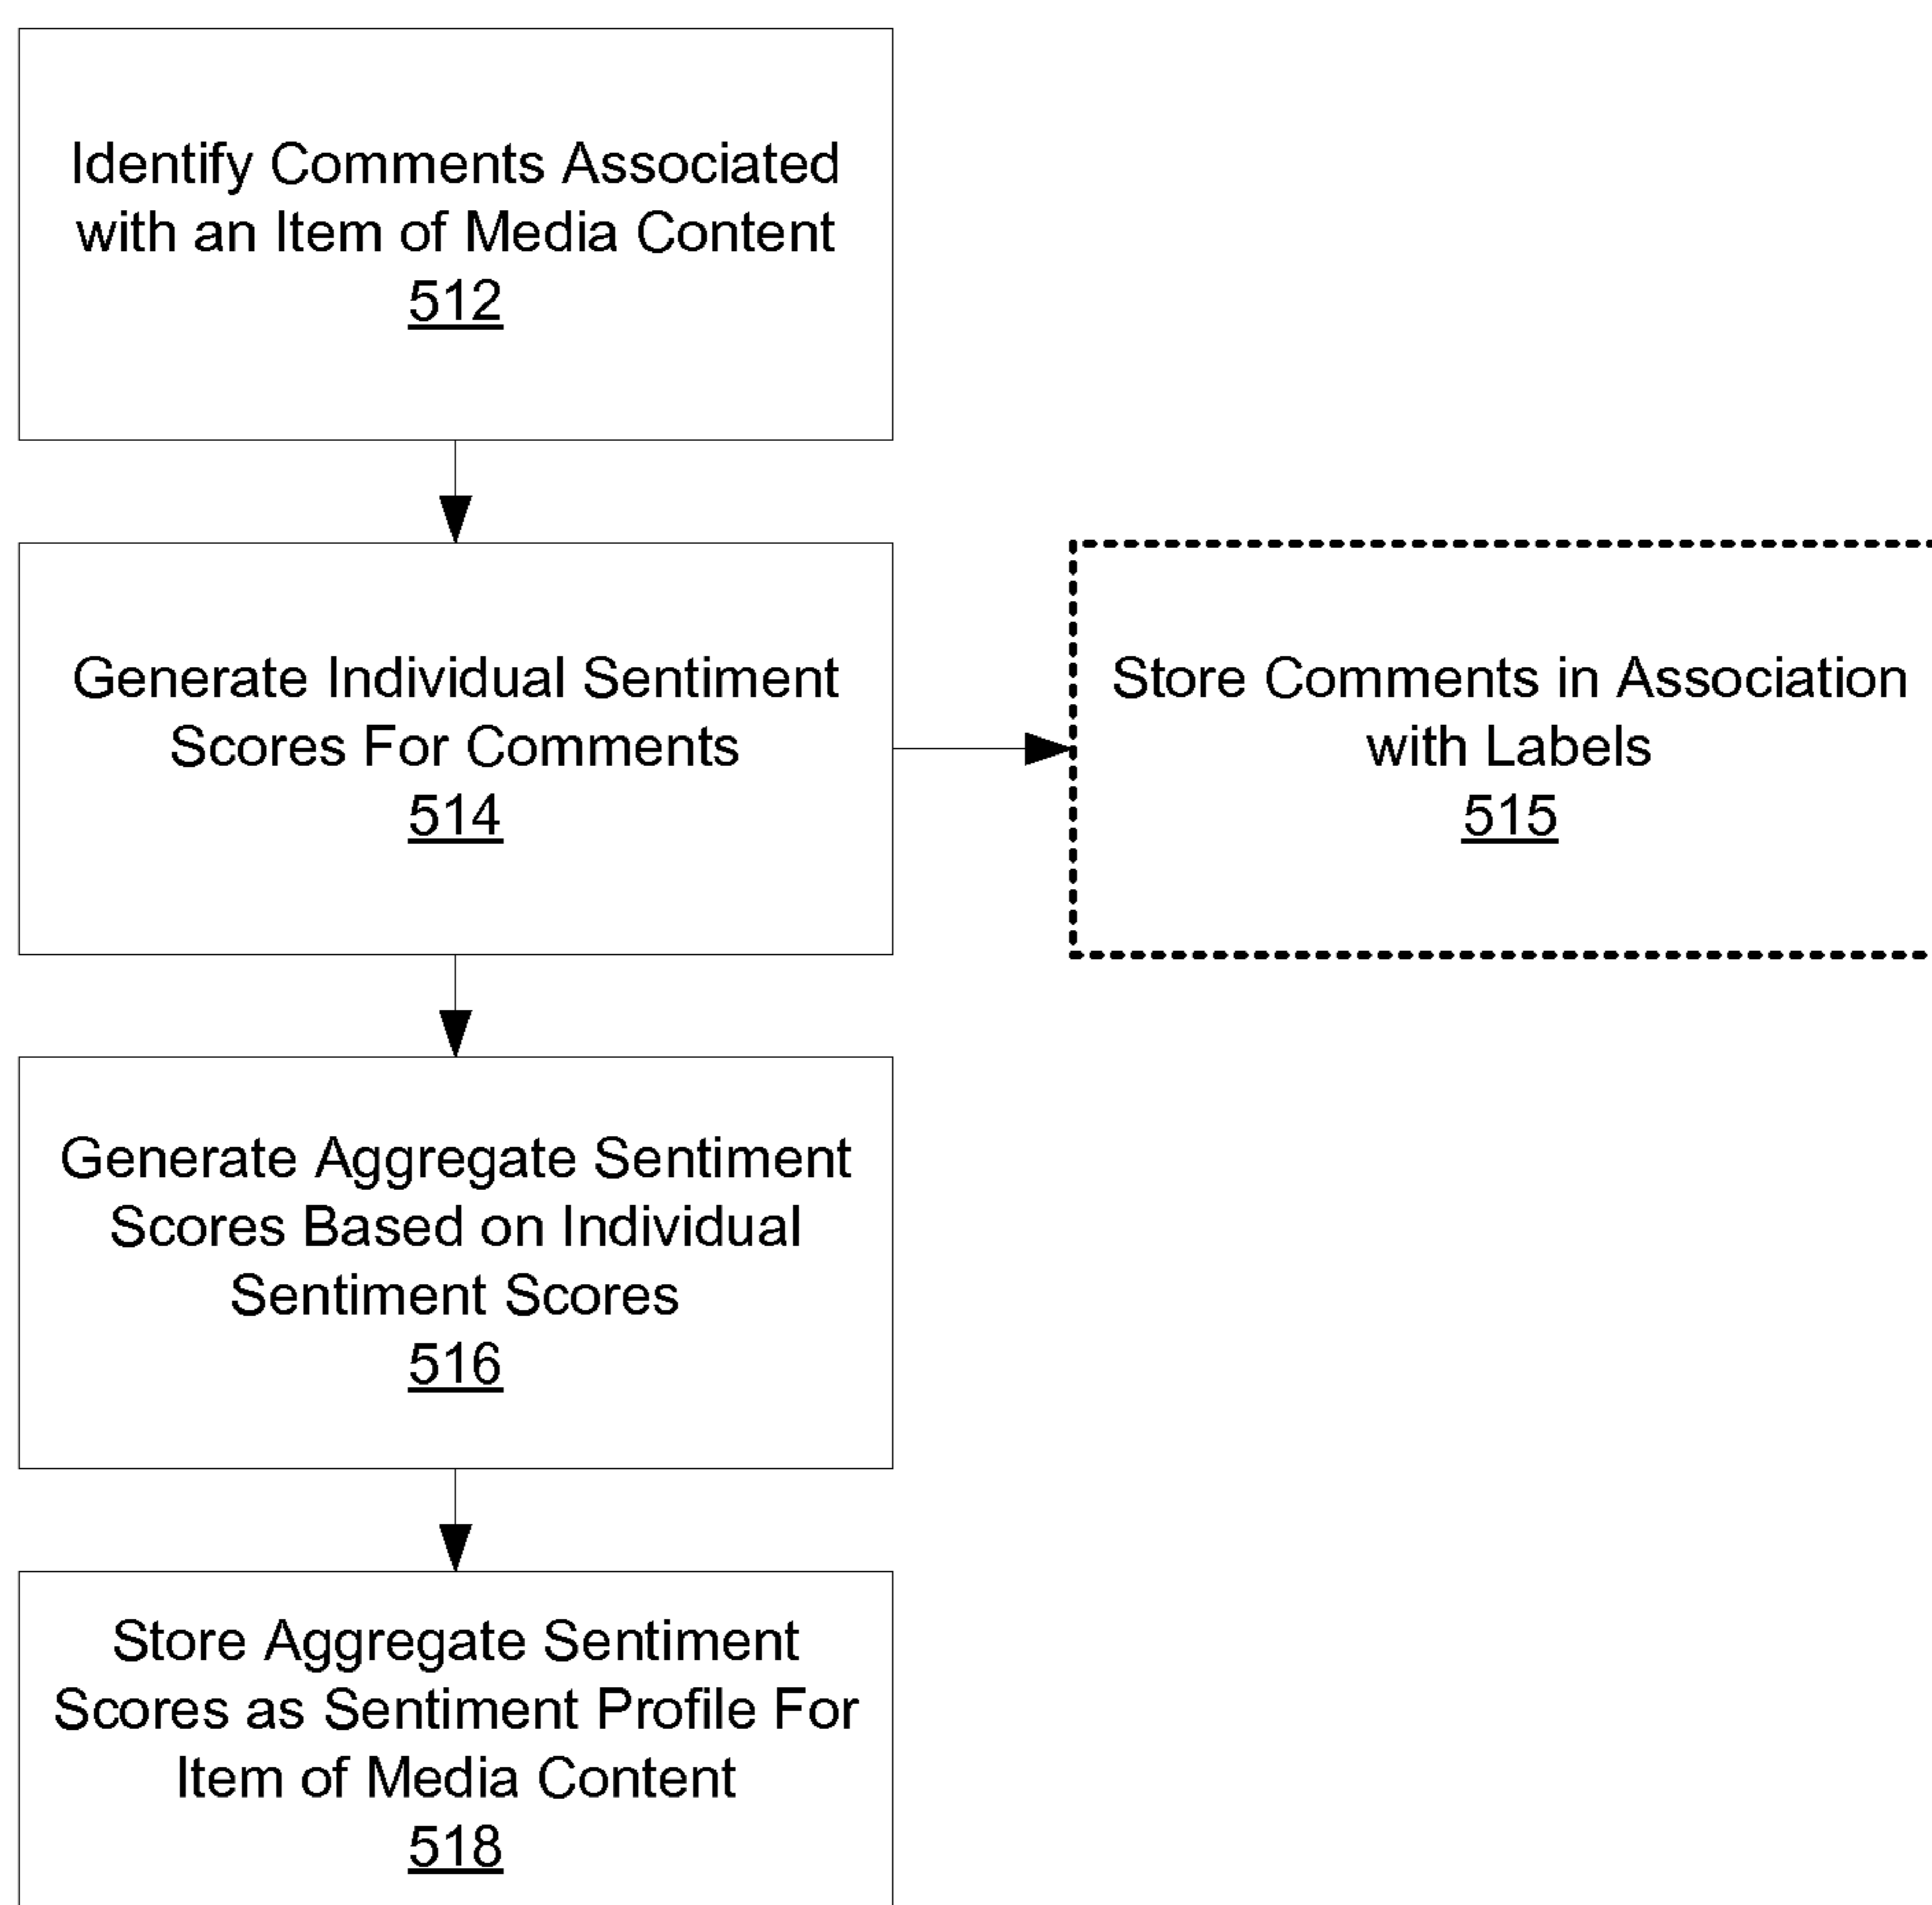 Identify Comments Associated
with an Item of Media Content
512
Generate Individual Sentiment
Scores For Comments
514
Store Comments in Association
with Labels
515
Generate Aggregate Sentiment
Scores Based on Individual
Sentiment Scores
516
Store Aggregate Sentiment
Scores as Sentiment Profile For
Item of Media Content
518